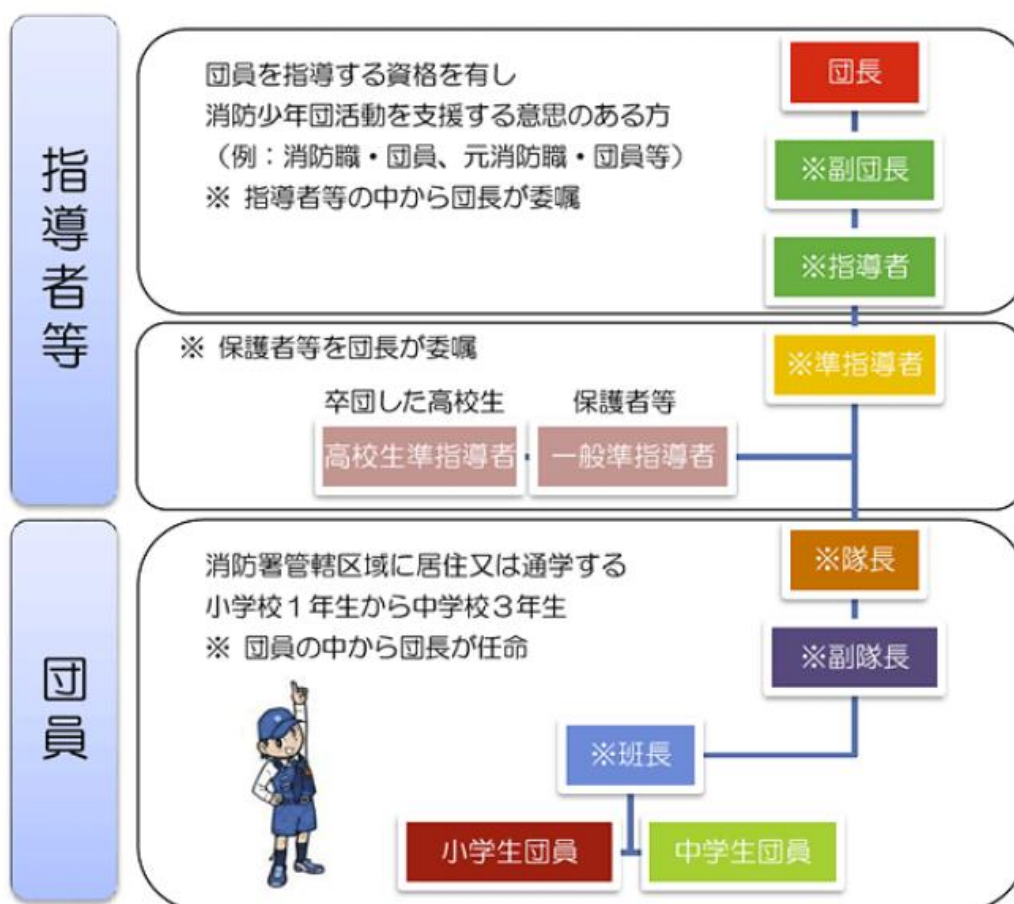 指導者等
団員を指導する資格を有し
消防少年団活動を支援する意思のある方
（例：消防職・団員、元消防職・団員等）
※ 指導者等の中から団長が委嘱
団長
※副団長
※指導者
※ 保護者等を団長が委嘱
※準指導者
卒団した高校生
保護者等
高校生準指導者
一般準指導者
団員
消防署管轄区域に居住又は通学する
小学校１年生から中学校３年生
※ 団員の中から団長が任命
※隊長
※副隊長
※班長
小学生団員
中学生団員